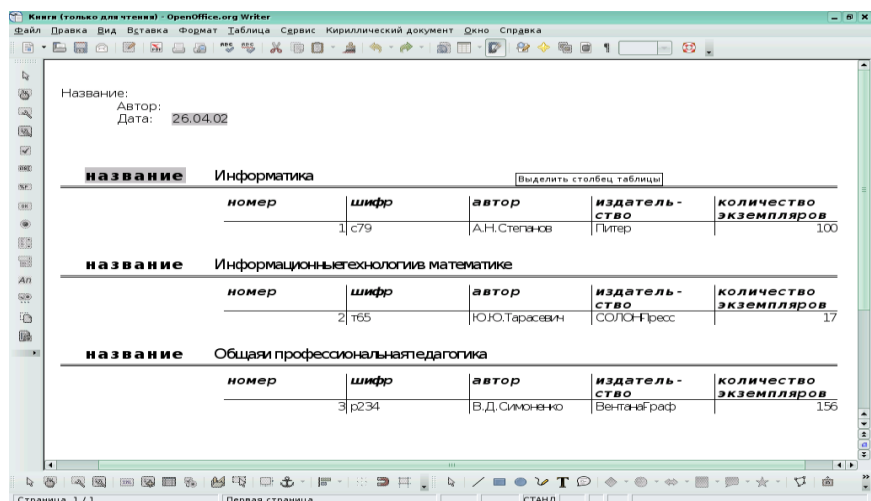 Книги (только для чтения) - OpenOffice.org Writer
Файл Правка Вид Вставка Формат Таблица Сервис Кириллический документ Окно Справка
Название:
Автор:
Дата: 26.04.02
название Информатика
Выделить столбец таблицы
номер шифр автор издатель- количество
ство экземпляров
1 с79 А.Н.Степанов Питер 100
название Информационныетехнологиив математике
номер шифр автор издатель- количество
ство экземпляров
2 т65 Ю.Ю.Тарасевич СОЛОН-Пресс 17
название Общаяи профессиональнаяпедагогика
номер шифр автор издатель- количество
ство экземпляров
3 р234 В.Д.Симоненко ВентанаГраф 156
Страница 1 / 1 Первая страница СТАНД